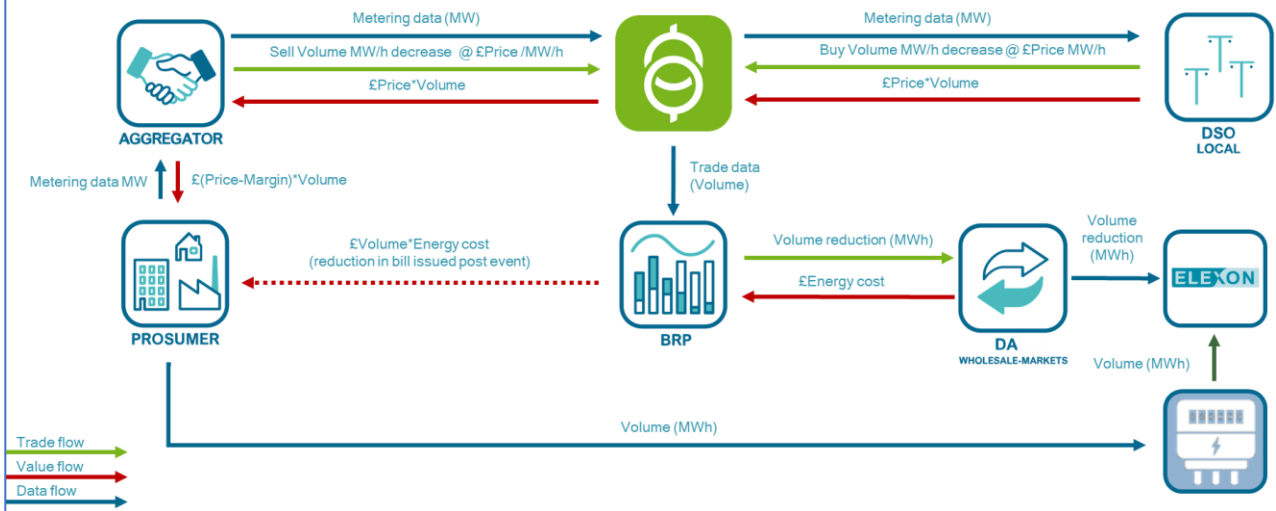 Metering data (MW)
Metering data (MW)
Sell Volume MW/h decrease @ £Price /MW/h
Buy Volume MW/h decrease @ £Price MW/h
£Price*Volume
£Price*Volume
AGGREGATOR
DSO
LOCAL
Metering data MW
£(Price-Margin)*Volume
Trade data
(Volume)
£Volume*Energy cost
(reduction in bill issued post event)
Volume reduction (MWh)
£Energy cost
Volume
reduction
(MWh)
ELEXON
PROSUMER
BRP
DA
WHOLESALE-MARKETS
Volume (MWh)
Volume (MWh)
Trade flow
Value flow
Data flow